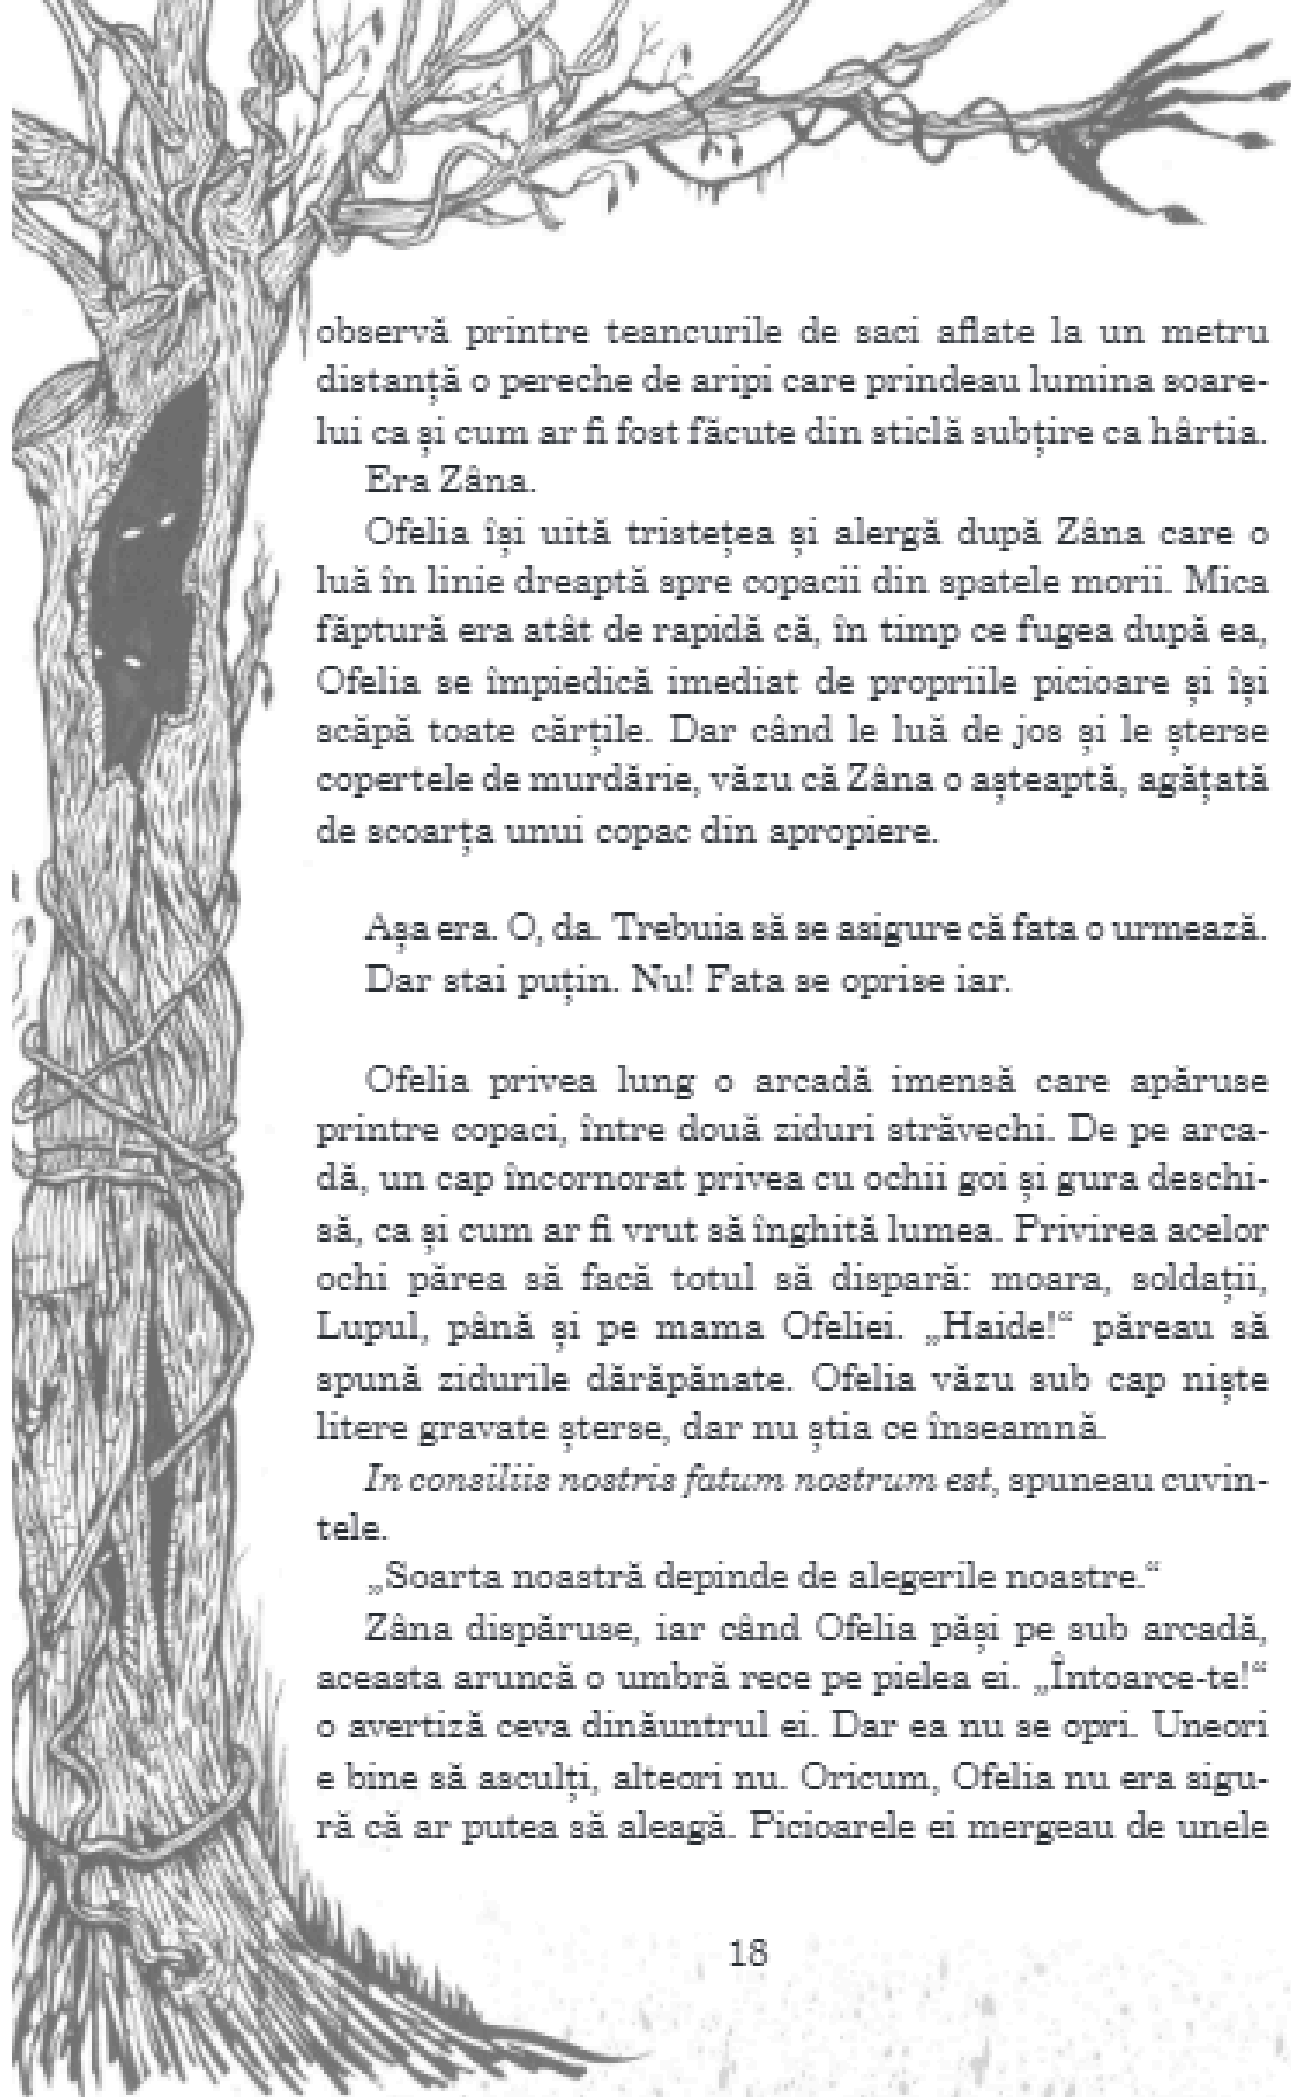 observă printre teancurile de saci aflate la un metru
distanță o pereche de aripi care prindeau lumina soare-
lui ca și cum ar fi fost făcute din sticlă subțire ca hârtia.
Era Zâna.
Ofelia își uită tristețea și alergă după Zâna care o
luă în linie dreaptă spre copacii din spatele morii. Mica
făptură era atât de rapidă că, în timp ce fugea după ea,
Ofelia se împiedică imediat de propriile picioare și își
scăpă toate cărțile. Dar când le luă de jos și le șterse
copertele de murdărie, văzu că Zâna o așteaptă, agățată
de scoarța unui copac din apropiere.
Așa era. O, da. Trebuia să se asigure că fata o urmează.
Dar stai puțin. Nu! Fata se oprise iar.
Ofelia privea lung o arcadă imensă care apăruse
printre copaci, între două ziduri străvechi. De pe arca-
dă, un cap încornorat privea cu ochii goi și gura deschi-
să, ca și cum ar fi vrut să înghită lumea. Privirea acelor
ochi părea să facă totul să dispară: moara, soldații,
Lupul, până și pe mama Ofeliei. „Haide!“ păreau să
spună zidurile dărăpănate. Ofelia văzu sub cap niște
litere gravate șterse, dar nu știa ce înseamnă.
In consiliis nostris fatum nostrum est, spuneau cuvin-
tele.
„Soarta noastră depinde de alegerile noastre.“
Zâna dispăruse, iar când Ofelia păși pe sub arcadă,
aceasta aruncă o umbră rece pe pielea ei. „Întoarce-te!“
o avertiză ceva dinăuntrul ei. Dar ea nu se opri. Uneori
e bine să asculți, alteori nu. Oricum, Ofelia nu era sigu-
ră că ar putea să aleagă. Picioarele ei mergeau de unele
18